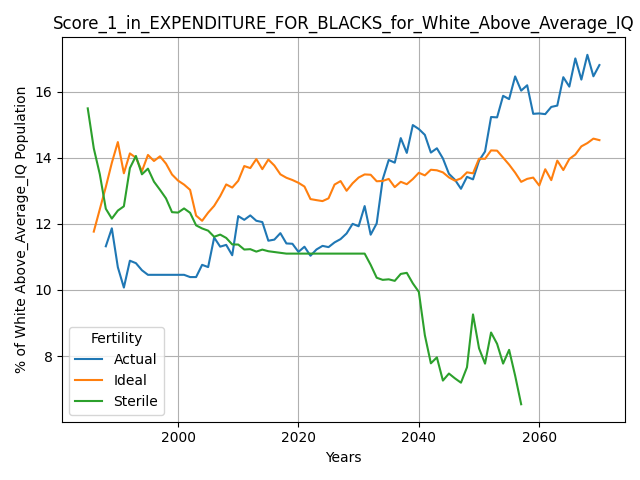 Score_1_in_EXPENDITURE_FOR_BLACKS_for_White_Above_Average_IQ
% of White Above_Average_IQ Population
16
14
12
10
8
Fertility
Actual
Ideal
Sterile
2000
2020
2040
2060
Years